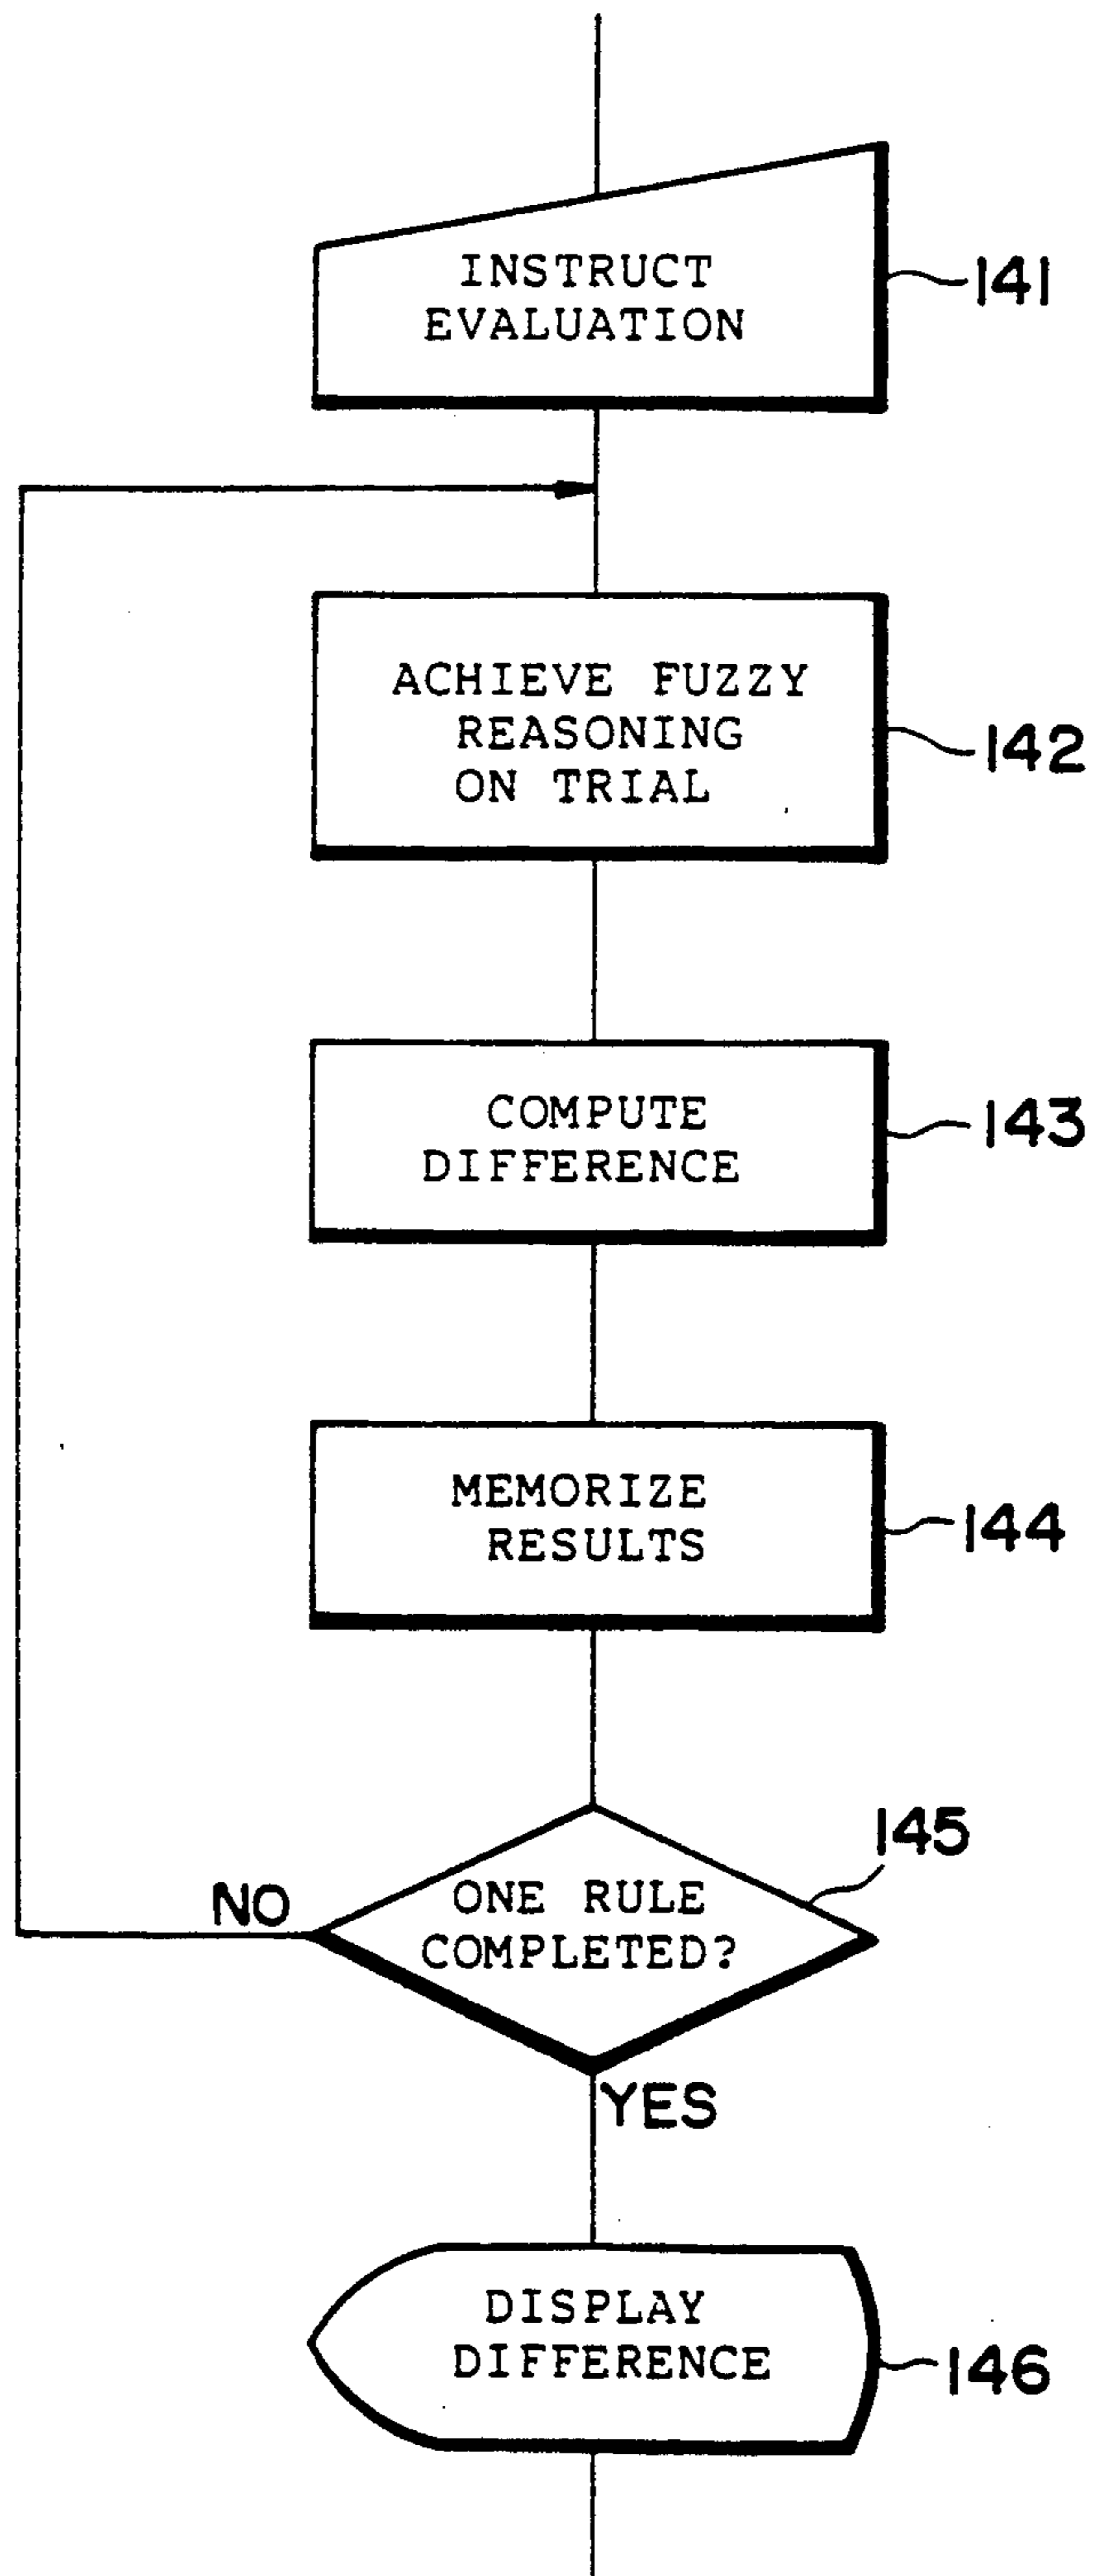 INSTRUCT
EVALUATION
141
ACHIEVE FUZZY
REASONING
ON TRIAL
142
COMPUTE
DIFFERENCE
143
MEMORIZE
RESULTS
144
145
ONE RULE
COMPLETED?
NO
YES
DISPLAY
DIFFERENCE
146